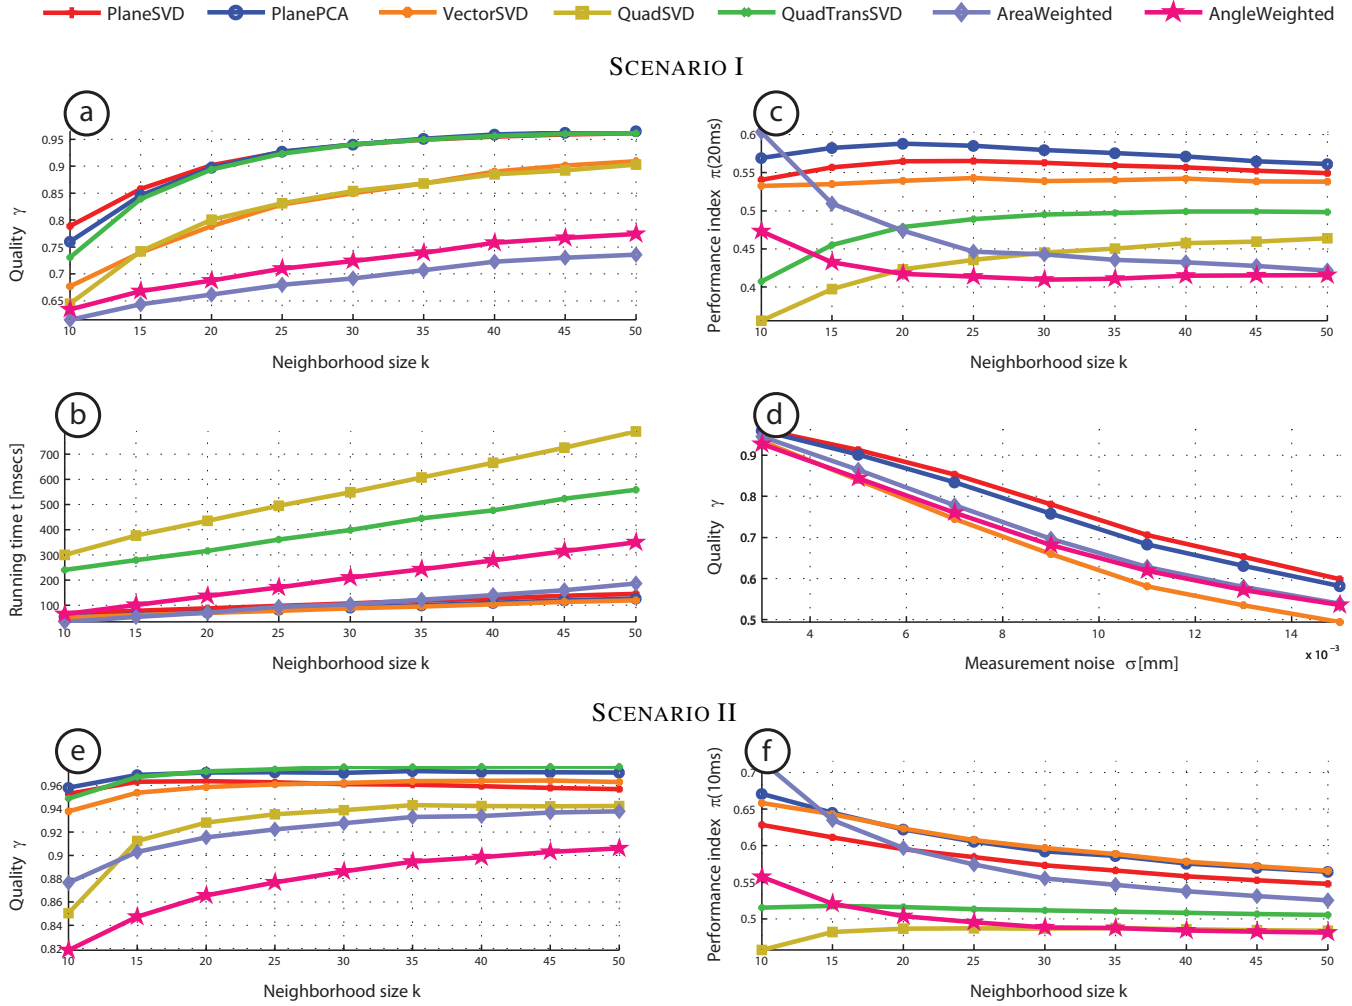 PlaneSVD PlanePCA VectorSVD QuadSVD QuadTransSVD AreaWeighted AngleWeighted
SCENARIO I
a
Quality γ
0.95
0.9
0.85
0.8
0.75
0.7
0.65
10 15 20 25 30 35 40 45 50
Neighborhood size k
c
Performance index π(20ms)
0.6
0.55
0.5
0.45
0.4
10 15 20 25 30 35 40 45 50
Neighborhood size k
b
Running time t [msecs]
700
600
500
400
300
200
100
10 15 20 25 30 35 40 45 50
Neighborhood size k
d
Quality γ
0.9
0.8
0.7
0.6
0.5
4 6 8 10 12 14
x 10⁻³
Measurement noise σ[mm]
SCENARIO II
e
Quality γ
0.96
0.94
0.92
0.9
0.88
0.86
0.84
0.82
10 15 20 25 30 35 40 45 50
Neighborhood size k
f
Performance index π(10ms)
0.7
0.65
0.6
0.55
0.5
10 15 20 25 30 35 40 45 50
Neighborhood size k